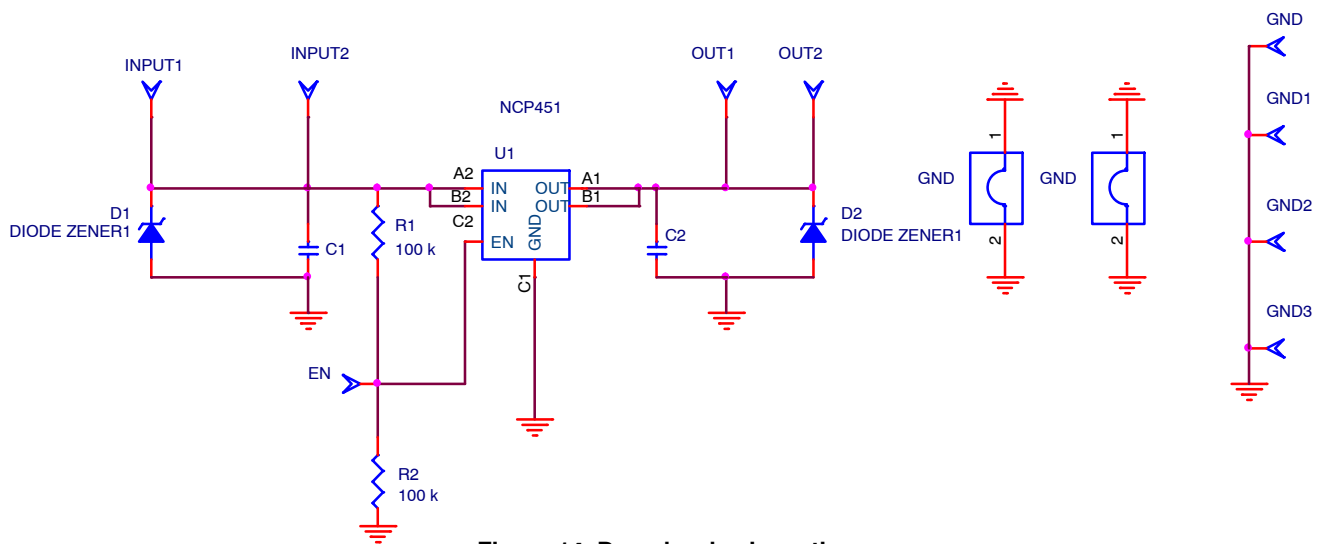 INPUT1
INPUT2
OUT1
OUT2
GND
GND1
GND2
GND3
NCP451
U1
A2
B2
C2
IN
IN
EN
GND
OUT
OUT
A1
B1
C1
D1
DIODE ZENER1
C1
R1
100 k
C2
D2
DIODE ZENER1
GND
1
2
GND
1
2
EN
R2
100 k